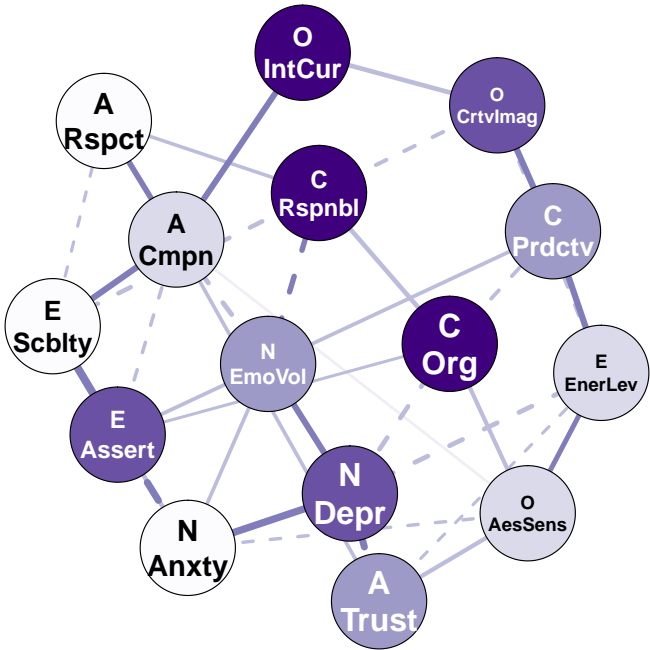 O
IntCur
O
CrtvImag
A
Rspct
C
Rspnbl
A
Cmpn
C
Prdctv
E
Scblty
N
EmoVol
C
Org
E
EnerLev
E
Assert
N
Depr
O
AesSens
N
Anxty
A
Trust